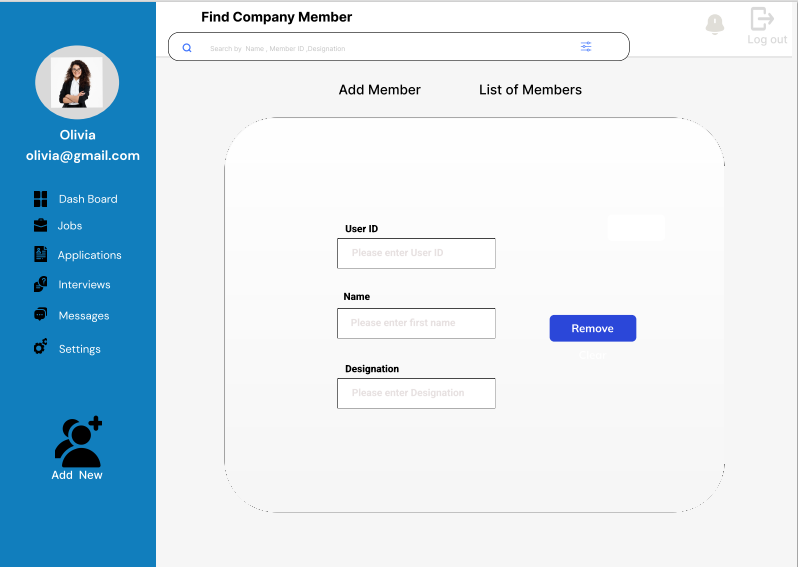 Find Company Member
Search by Name , Member ID ,Designation
Log out
Olivia
olivia@gmail.com
Dash Board
Jobs
Applications
Interviews
Messages
Settings
Add New
Add Member
List of Members
User ID
Please enter User ID
Name
Please enter first name
Remove
Designation
Please enter Designation